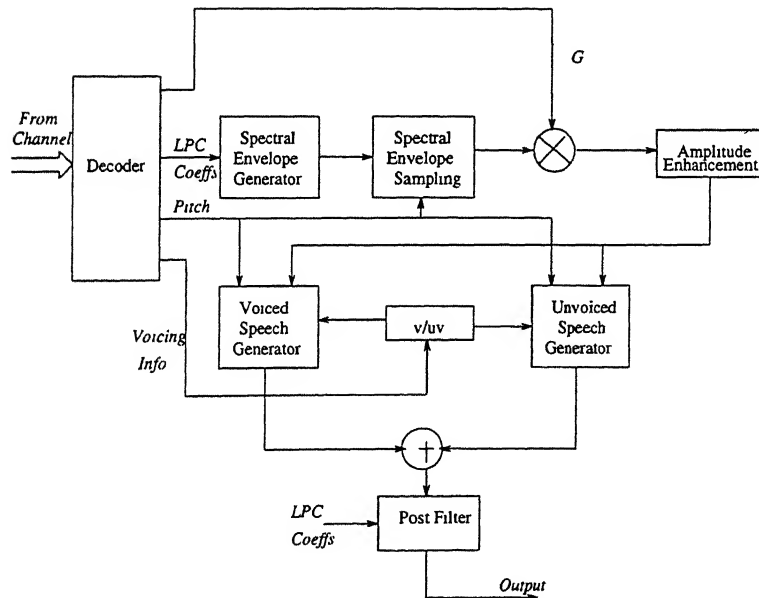 G
From
Channel
Decoder
LPC
Coeffs
Spectral
Envelope
Generator
Spectral
Envelope
Sampling
Amplitude
Enhancement
Pitch
Voiced
Speech
Generator
v/uv
Unvoiced
Speech
Generator
Voicing
Info
+
LPC
Coeffs
Post Filter
Output